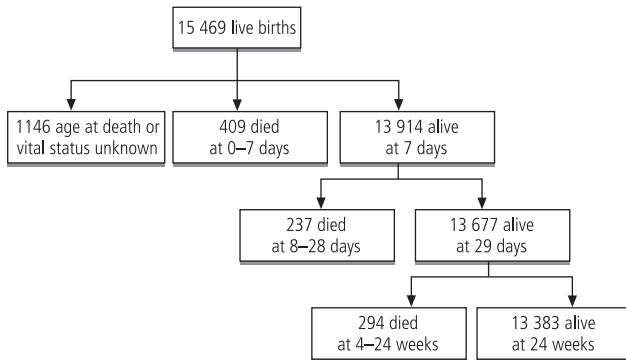 15 469 live births
1146 age at death or
vital status unknown
409 died
at 0–7 days
13 914 alive
at 7 days
237 died
at 8–28 days
13 677 alive
at 29 days
294 died
at 4–24 weeks
13 383 alive
at 24 weeks